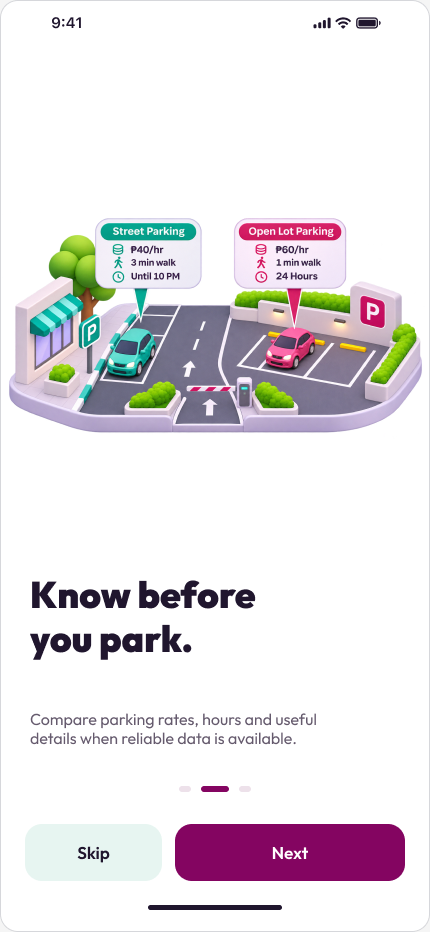 9:41
Street Parking
₱40/hr
3 min walk
Until 10 PM
Open Lot Parking
₱60/hr
1 min walk
24 Hours
P
P
Know before
you park.
Compare parking rates, hours and useful
details when reliable data is available.
Skip
Next